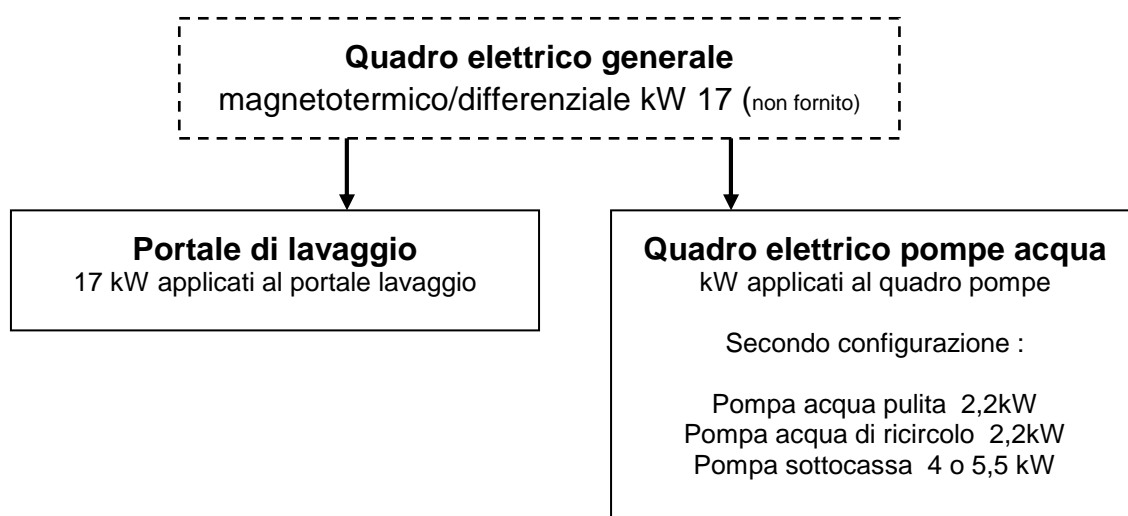 Quadro elettrico generale
magnetotermico/differenziale kW 17 (non fornito)
Portale di lavaggio
17 kW applicati al portale lavaggio
Quadro elettrico pompe acqua
kW applicati al quadro pompe
Secondo configurazione :
Pompa acqua pulita 2,2kW
Pompa acqua di ricircolo 2,2kW
Pompa sottocassa 4 o 5,5 kW